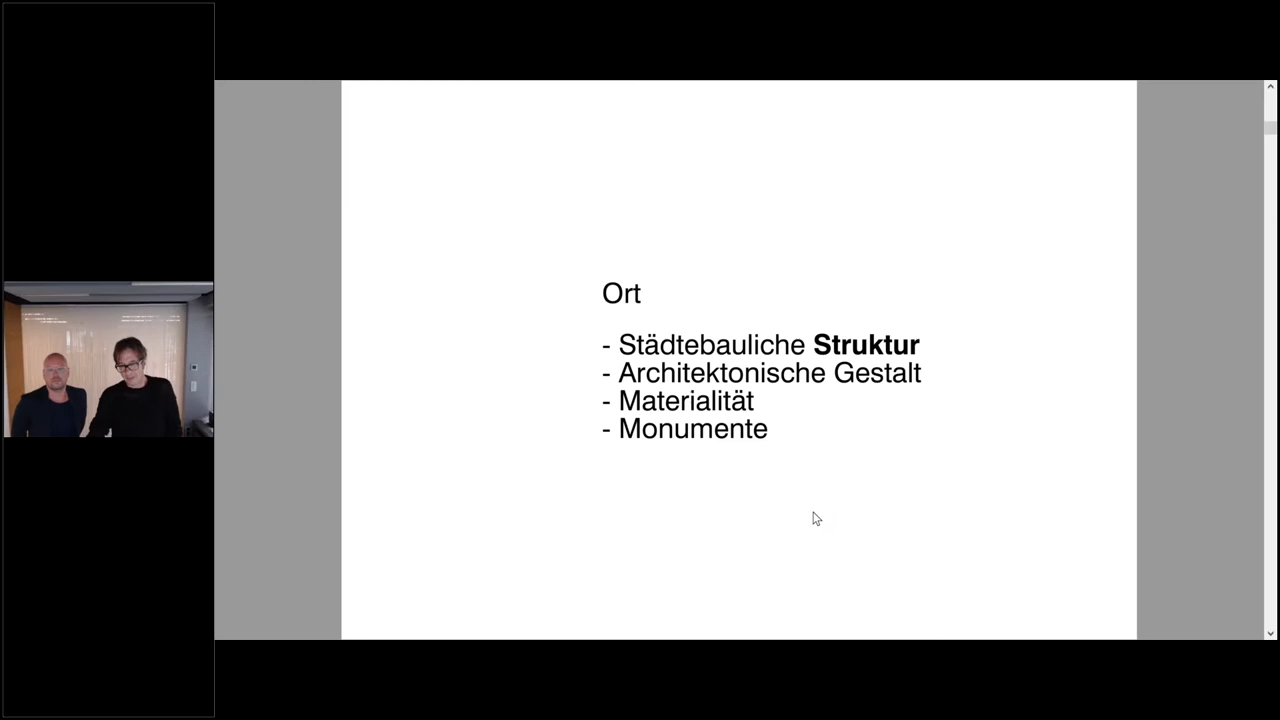 Ort
- Städtebauliche Struktur
- Architektonische Gestalt
- Materialität
- Monumente